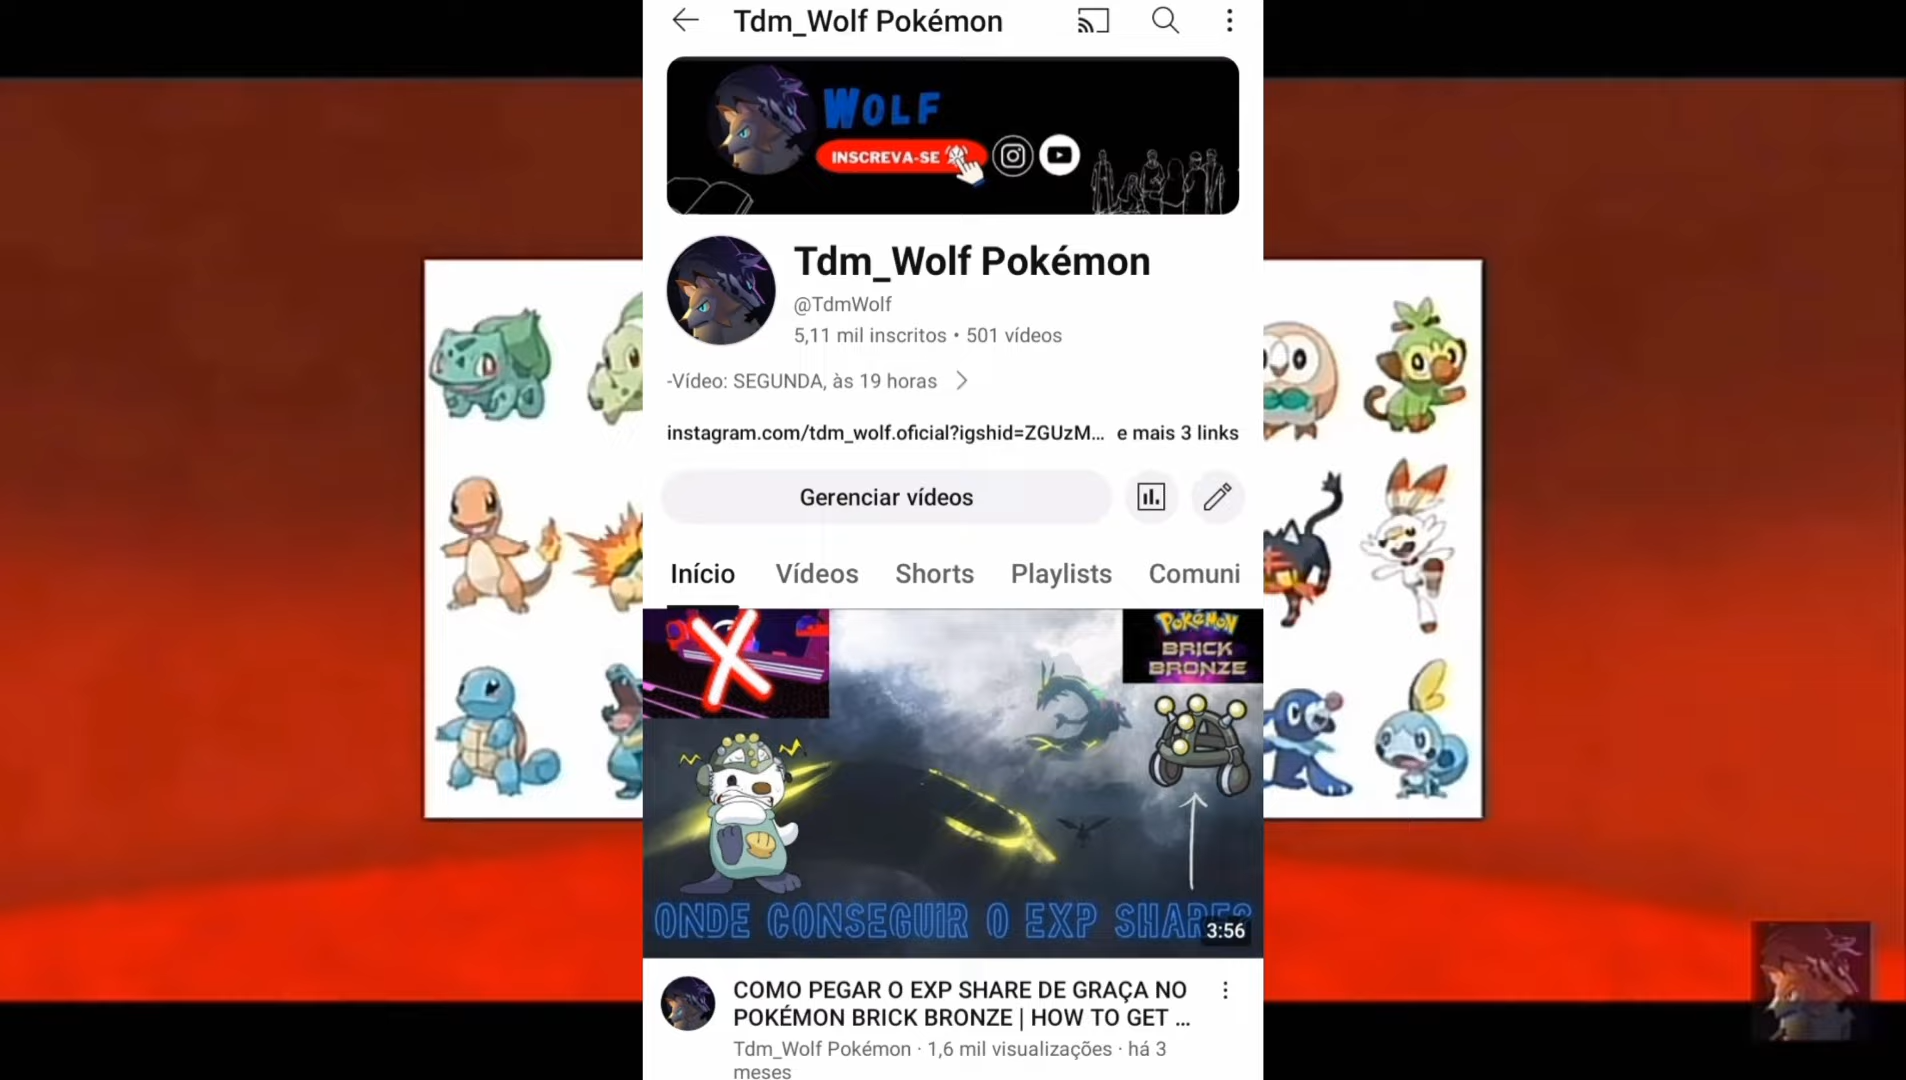 Tdm_Wolf Pokémon
WOLF
INSCREVA-SE
Tdm_Wolf Pokémon
@TdmWolf
5,11 mil inscritos • 501 vídeos
-Vídeo: SEGUNDA, às 19 horas
instagram.com/tdm_wolf.oficial?igshid=ZGUzM... e mais 3 links
Gerenciar vídeos
Início Vídeos Shorts Playlists Comuni
POKÉMON
BRICK
BRONZE
ONDE CONSEGUIR O EXP SHARE?
3:56
COMO PEGAR O EXP SHARE DE GRAÇA NO
POKÉMON BRICK BRONZE | HOW TO GET ...
Tdm_Wolf Pokémon · 1,6 mil visualizações · há 3
meses